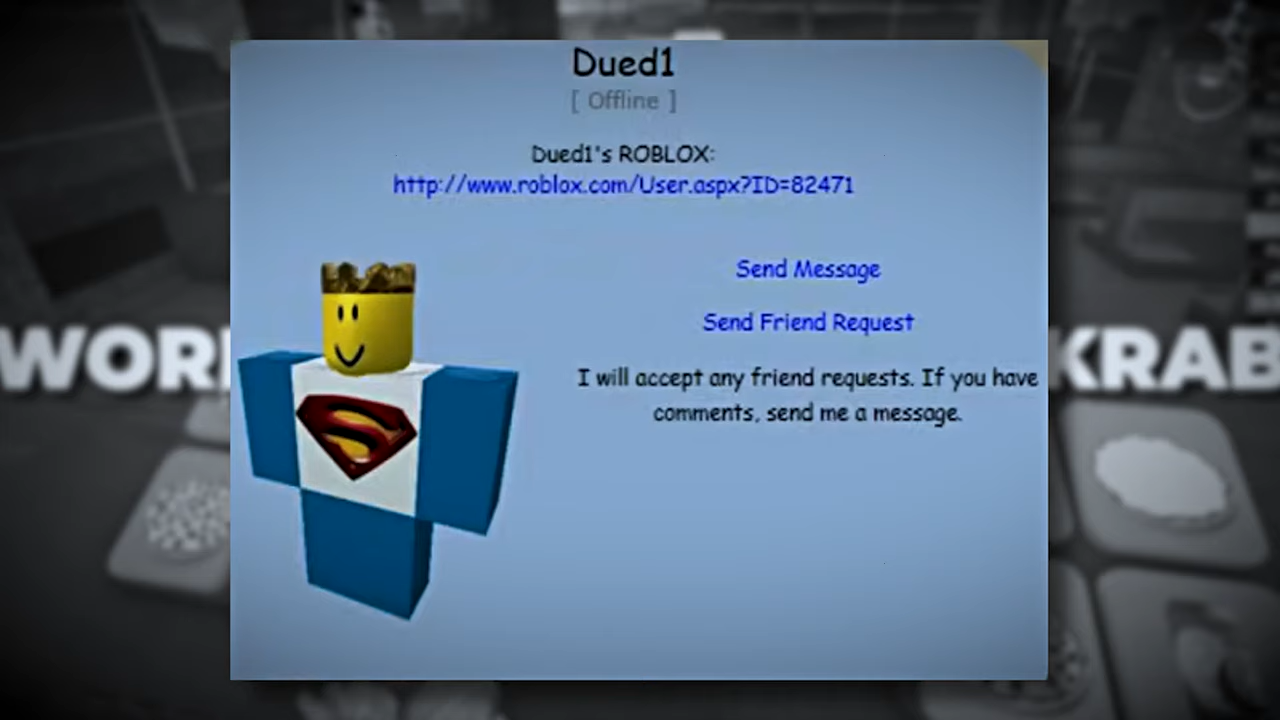 Dued1
[ Offline ]
Dued1's ROBLOX:
http://www.roblox.com/User.aspx?ID=82471
Send Message
Send Friend Request
WOR
KRAB
I will accept any friend requests. If you have
comments, send me a message.